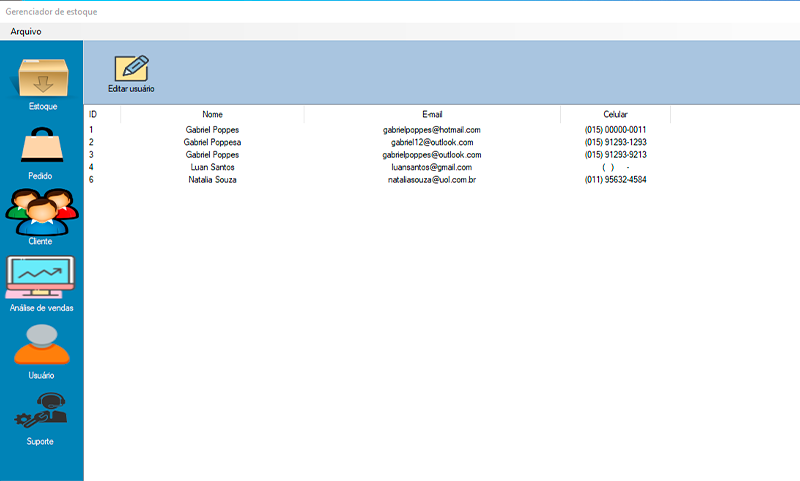 Gerenciador de estoque
Arquivo
Estoque
Pedido
Cliente
Análise de vendas
Usuário
Suporte
Editar usuário
ID Nome E-mail Celular
1 Gabriel Poppes gabrielpoppes@hotmail.com (015) 00000-0011
2 Gabriel Poppesa gabriel12@outlook.com (015) 91293-1293
3 Gabriel Poppes gabrielpoppes@outlook.com (015) 91293-9213
4 Luan Santos luansantos@gmail.com ( ) -
6 Natalia Souza nataliasouza@uol.com.br (011) 95632-4584